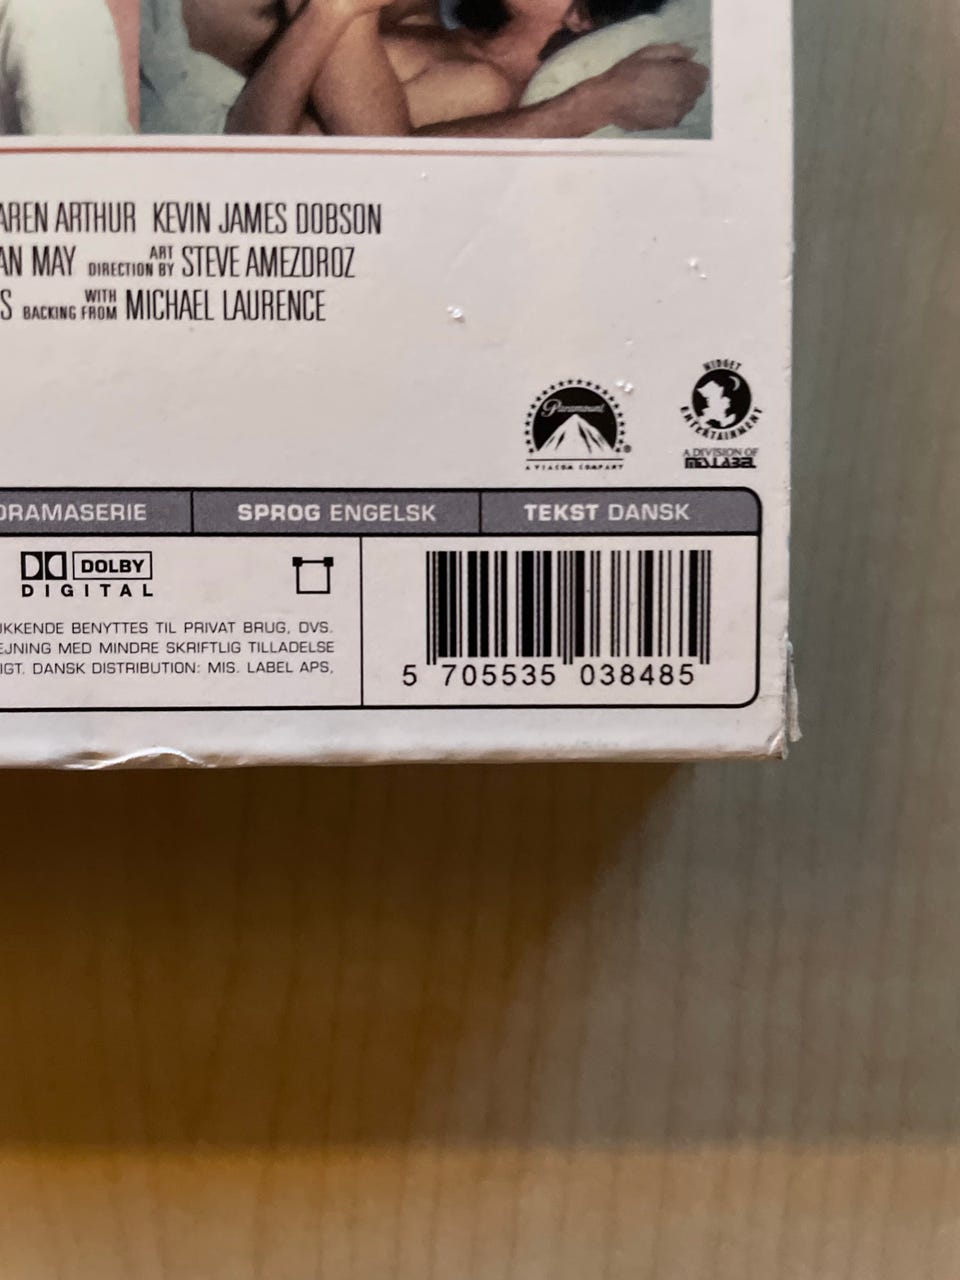 AREN ARTHUR KEVIN JAMES DOBSON
AN MAY ART DIRECTION BY STEVE AMEZDROZ
S WITH BACKING FROM MICHAEL LAURENCE
Paramount
®
A VIACOM COMPANY
MIDGET
ENTERTAINMENT
A DIVISION OF
MIS. LABEL
DRAMASERIE SPROG ENGELSK TEKST DANSK
DOLBY
DIGITAL
UKKENDE BENYTTES TIL PRIVAT BRUG, DVS.
EJNING MED MINDRE SKRIFTLIG TILLADELSE
IGT. DANSK DISTRIBUTION: MIS. LABEL APS,
5 705535 038485